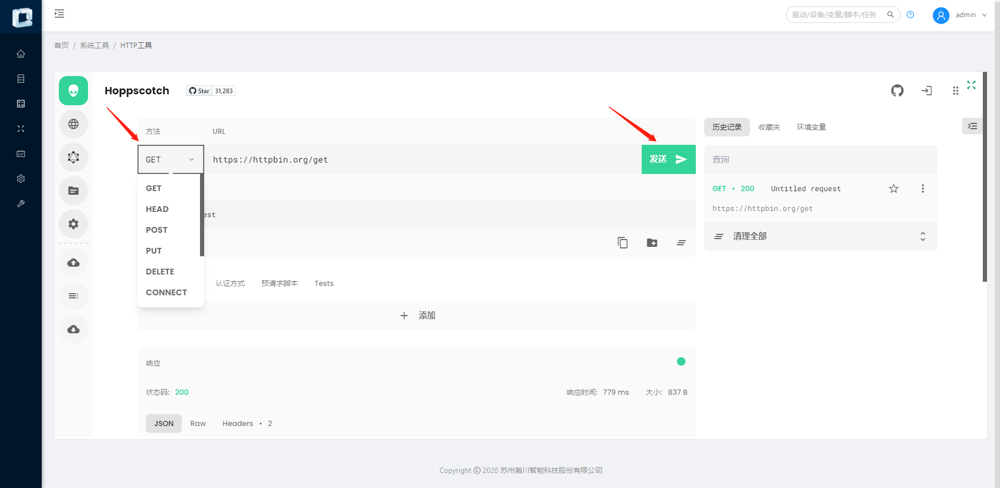 驱动/设备/变量/脚本/任务
admin
首页 / 系统工具 / HTTP工具
Hoppscotch
Star 31,283
方法 URL
GET https://httpbin.org/get
发送
GET
HEAD
POST
PUT
DELETE
CONNECT
est
认证方式 预请求脚本 Tests
添加
响应
状态码: 200 响应时间: 779 ms 大小: 837 B
JSON Raw Headers • 2
历史记录 收藏夹 环境变量
查询
GET • 200 Untitled request
https://httpbin.org/get
清理全部
Copyright © 2020 苏州瀚川智能科技股份有限公司